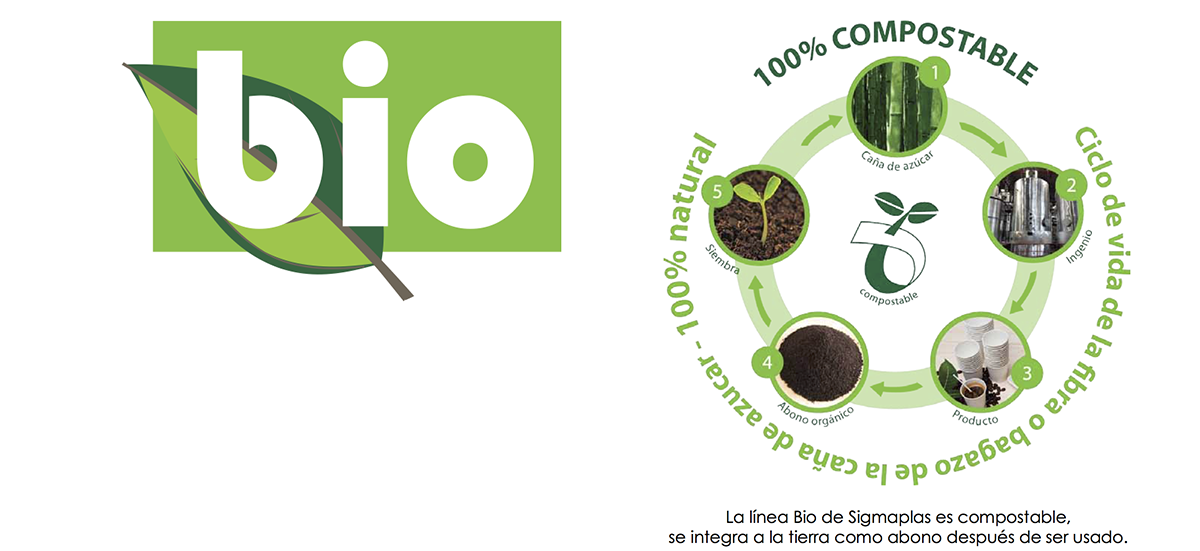 bio
100% COMPOSTABLE
Ciclo de vida de la fibra o bagazo de la caña de azucar - 100% natural
1
Caña de azúcar
2
Ingenio
3
Producto
4
Abono orgánico
5
Siembra
compostable
La línea Bio de Sigmaplas es compostable,
se integra a la tierra como abono después de ser usado.